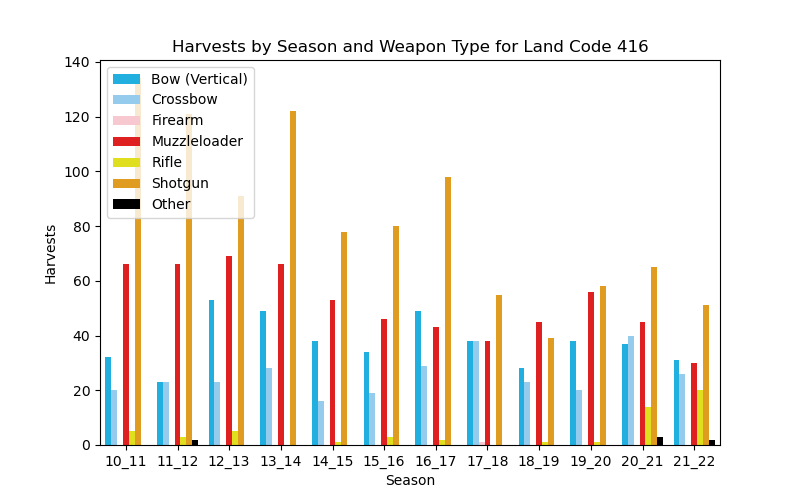 Harvests by Season and Weapon Type for Land Code 416
140
120
100
80
60
40
20
0
Harvests
Bow (Vertical)
Crossbow
Firearm
Muzzleloader
Rifle
Shotgun
Other
10_11 11_12 12_13 13_14 14_15 15_16 16_17 17_18 18_19 19_20 20_21 21_22
Season